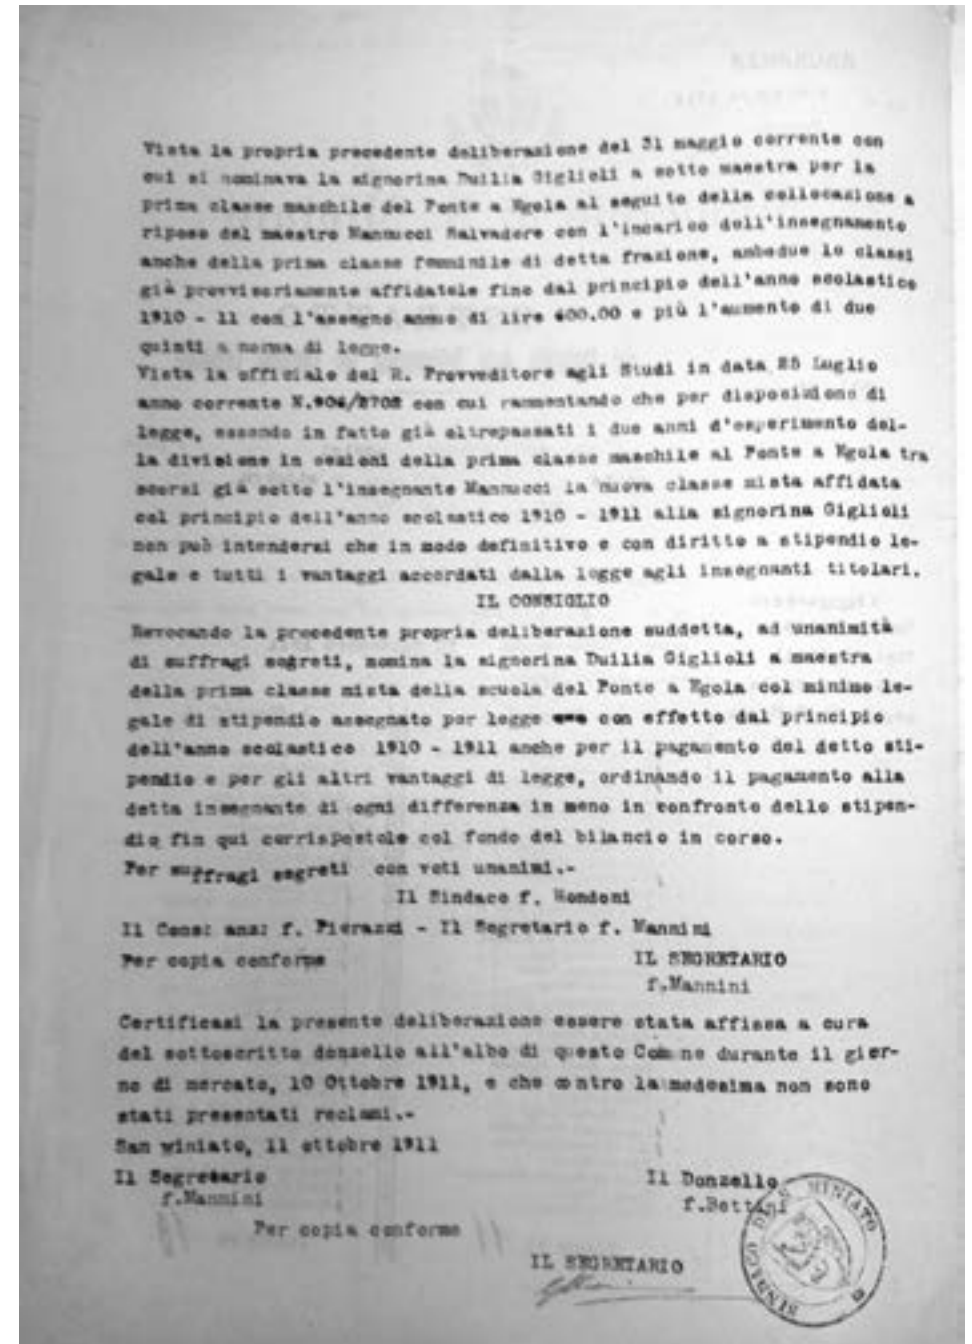 Vista la propria precedente deliberazione del 31 maggio corrente con
cui si nominava la signorina Duilia Giglioli a sotto maestra per la
prima classe maschile del Ponte a Egola al seguito della collocazione a
riposo del maestro Mannucci Salvadore con l'incarico dell'insegnamento
anche della prima classe femminile di detta frazione, ambedue le classi
già provvisoriamente affidatele fino dal principio dell'anno scolastico
1910 - 11 con l'assegno annuo di lire 400.00 e più l'aumento di due
quinti a norma di legge.
Vista la officiale del R. Provveditore agli Studi in data 25 Luglio
anno corrente con cui rammentando che per disposizione di
legge, essendo in fatto già oltrepassati i due anni d'esperimento del-
la divisione in sezioni della prima classe maschile al Ponte a Egola tra
scorsi già sotto l'insegnante Mannucci la nuova classe mista affidata
col principio dell'anno scolastico 1910 - 1911 alla signorina Giglioli
non può intendersi che in modo definitivo e con diritto a stipendio le-
gale e tutti i vantaggi accordati dalla legge agli insegnanti titolari.
IL CONSIGLIO
Revocando la precedente propria deliberazione suddetta, ad unanimità
di suffragi segreti, nomina la signorina Duilia Giglioli a maestra
della prima classe mista della scuola del Ponte a Egola col minimo le-
gale di stipendio assegnato per legge con effetto dal principio
dell'anno scolastico 1910 - 1911 anche per il pagamento del detto sti-
pendio e per gli altri vantaggi di legge, ordinando il pagamento alla
detta insegnante di ogni differenza in meno in confronto dello stipen-
dio fin qui corrispostole col fondo del bilancio in corso.
Per suffragi segreti con voti unanimi.-
Il Sindaco f.
Il Cons: anz: f. Pierazzi - Il Segretario f. Mannini
Per copia conforme IL SEGRETARIO
f.Mannini
Certificasi la presente deliberazione essere stata affissa a cura
del sottoscritto donzello all'albo di questo Comune durante il gior-
no di mercato, 10 Ottobre 1911, e che contro la medesima non sono
stati presentati reclami.-
San Miniato, 11 ottobre 1911
Il Segretario Il Donzello
f.Mannini f.Bettini
Per copia conforme
IL SEGRETARIO
SINDACO DI S. MINIATO